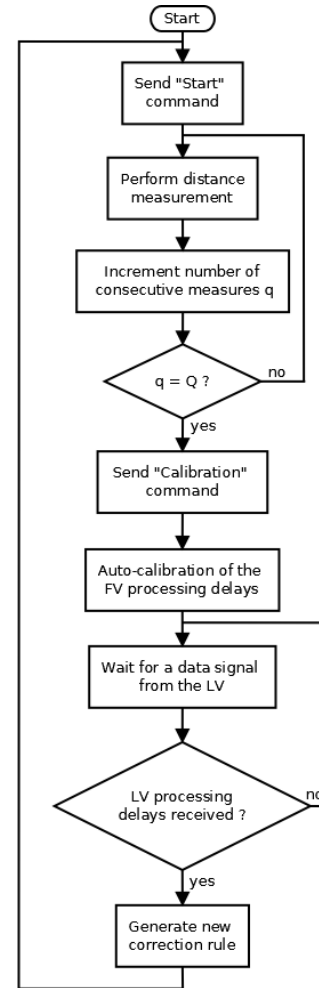 Start
Send "Start"
command
Perform distance
measurement
Increment number of
consecutive measures q
q = Q ?
no
yes
Send "Calibration"
command
Auto-calibration of the
FV processing delays
Wait for a data signal
from the LV
LV processing
delays received ?
no
yes
Generate new
correction rule